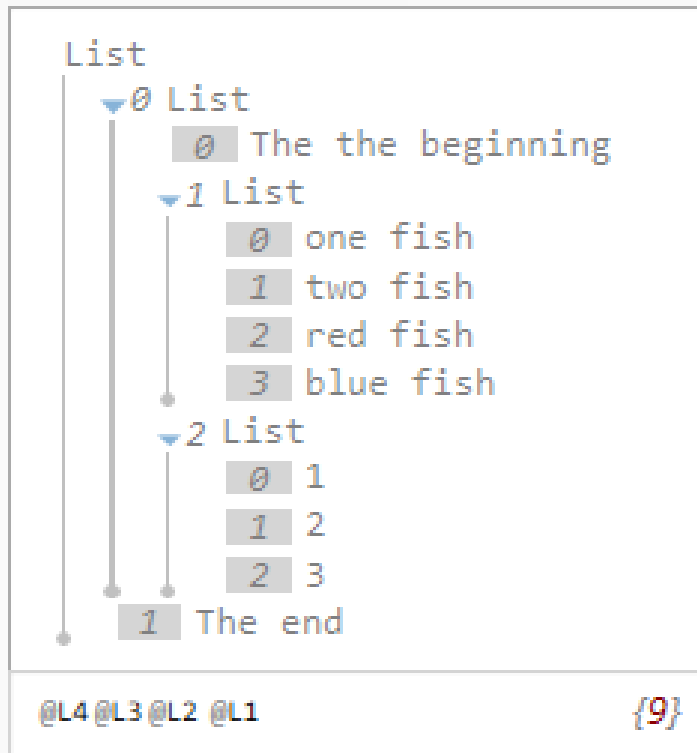 List
0 List
0 The the beginning
1 List
0 one fish
1 two fish
2 red fish
3 blue fish
2 List
0 1
1 2
2 3
1 The end
@L4 @L3 @L2 @L1 {9}